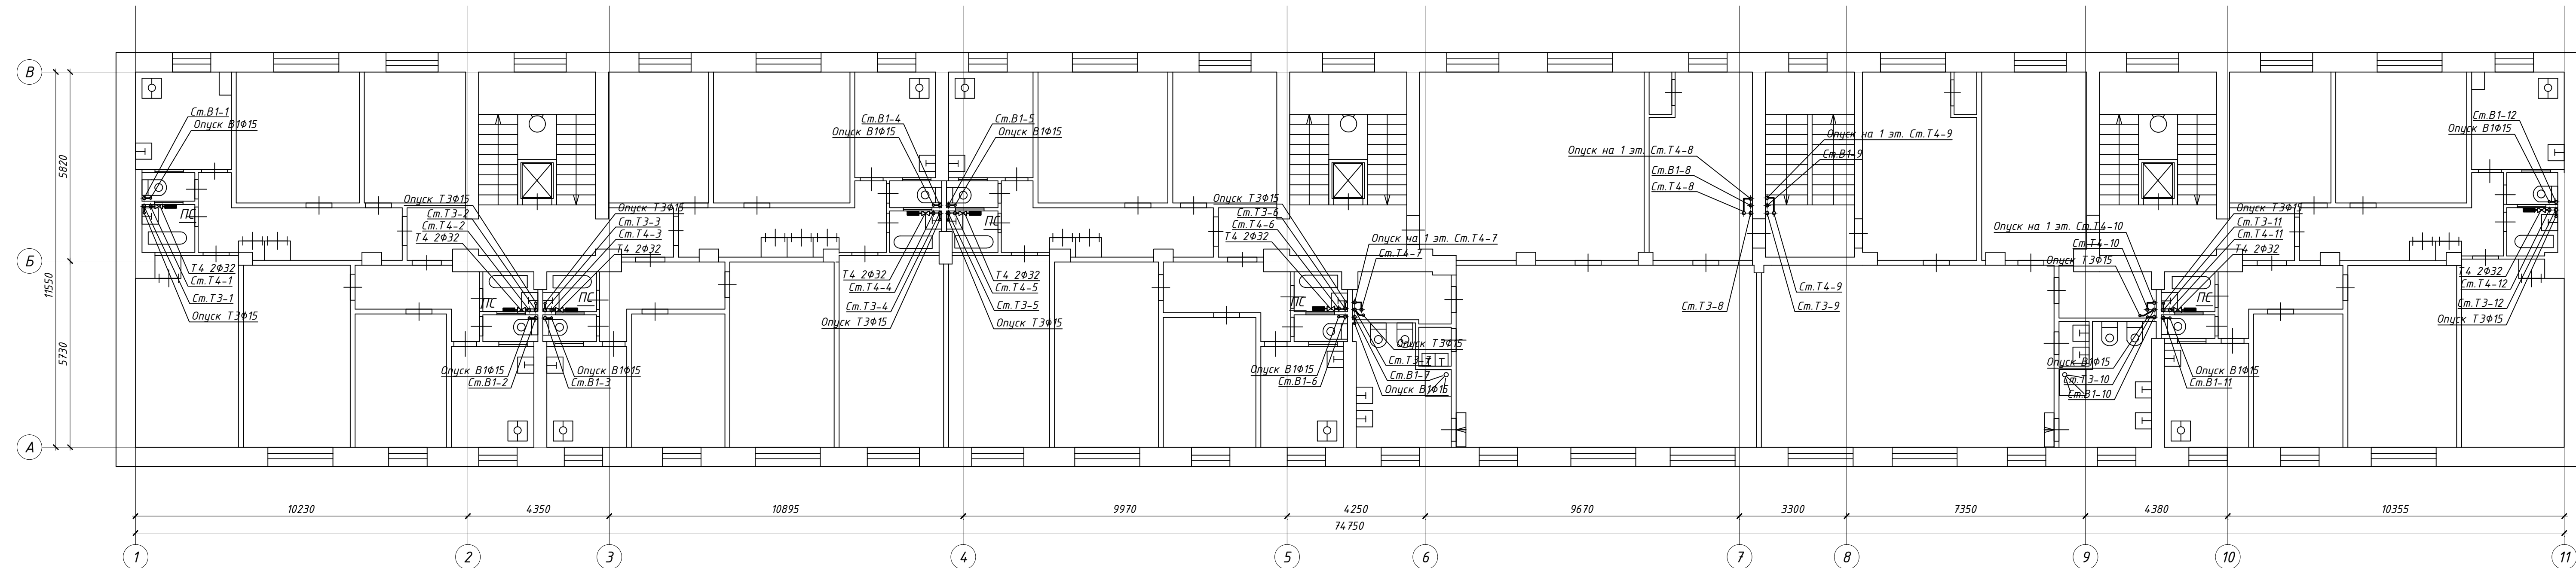 В
Ст.В1-1
Опуск В1Ф15
Ст.В1-4
Опуск В1Ф15
Ст.В1-5
Опуск В1Ф15
Опуск на 1 эт. Ст.Т4-9
Ст.В1-9
Опуск на 1 эт. Ст.Т4-8
Ст.В1-8
Ст.Т4-8
Ст.В1-12
Опуск В1Ф15
5820
11550
5730
ПС
Опуск Т3Ф15
Ст.Т3-2
Ст.Т4-2
Т4 2Ф32
Опуск Т3Ф15
Ст.Т3-3
Ст.Т4-3
Т4 2Ф32
ПС
Опуск Т3Ф15
Ст.Т3-6
Ст.Т4-6
Т4 2Ф32
Опуск на 1 эт. Ст.Т4-7
Ст.Т4-7
Опуск на 1 эт. Ст.Т4-10
Ст.Т4-10
Опуск Т3Ф15
Опуск Т3Ф15
Ст.Т3-11
Ст.Т4-11
Т4 2Ф32
Б
Т4 2Ф32
Ст.Т4-1
Ст.Т3-1
Опуск Т3Ф15
ПС
ПС
Т4 2Ф32
Ст.Т4-4
Ст.Т3-4
Опуск Т3Ф15
Т4 2Ф32
Ст.Т4-5
Ст.Т3-5
Опуск Т3Ф15
ПС
Ст.Т3-8
Ст.Т4-9
Ст.Т3-9
ПС
Т4 2Ф32
Ст.Т4-12
Ст.Т3-12
Опуск Т3Ф15
Опуск В1Ф15
Ст.В1-2
Опуск В1Ф15
Ст.В1-3
Опуск В1Ф15
Ст.В1-6
Опуск Т3Ф15
Ст.Т3-7
Ст.В1-7
Опуск В1Ф15
Опуск В1Ф15
Ст.Т3-10
Ст.В1-10
Опуск В1Ф15
Ст.В1-11
А
10230
4350
10895
9970
4250
9670
3300
7350
4380
10355
74750
1
2
3
4
5
6
7
8
9
10
11